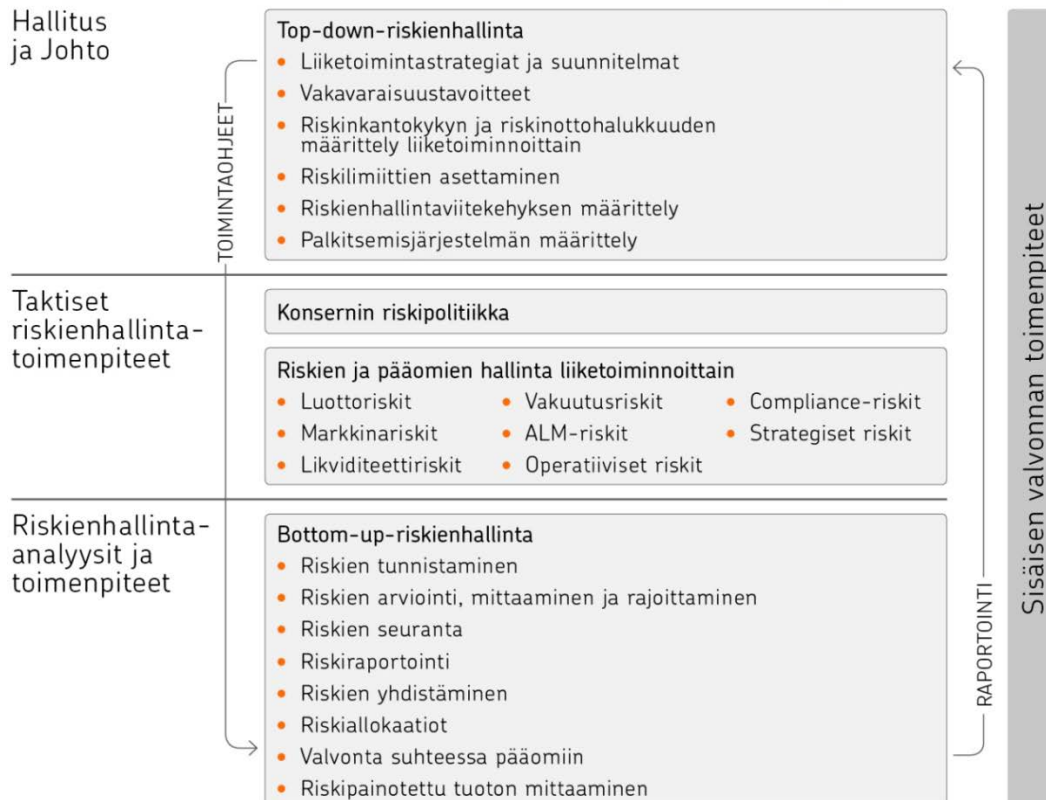 Hallitus
ja Johto
Top-down-riskienhallinta
Liiketoimintastrategiat ja suunnitelmat
Vakavaraisuustavoitteet
Riskinkantokykyn ja riskinottohalukkuuden
määrittely liiketoiminnoittain
Riskilimiittien asettaminen
Riskienhallintaviitekehyksen määrittely
Palkitsemisjärjestelmän määrittely
TOIMINTAOHJEET
Taktiset
riskienhallinta-
toimenpiteet
Konsernin riskipolitiikka
Riskien ja pääomien hallinta liiketoiminnoittain
Luottoriskit
Markkinariskit
Likviditeettiriskit
Vakuutusriskit
ALM-riskit
Operatiiviset riskit
Compliance-riskit
Strategiset riskit
Riskienhallinta-
analyysit ja
toimenpiteet
Bottom-up-riskienhallinta
Riskien tunnistaminen
Riskien arviointi, mittaaminen ja rajoittaminen
Riskien seuranta
Riskiraportointi
Riskien yhdistäminen
Riskiallokaatiot
Valvonta suhteessa pääomiin
Riskipainotettu tuoton mittaaminen
RAPORTOINTI
Sisäisen valvonnan toimenpiteet